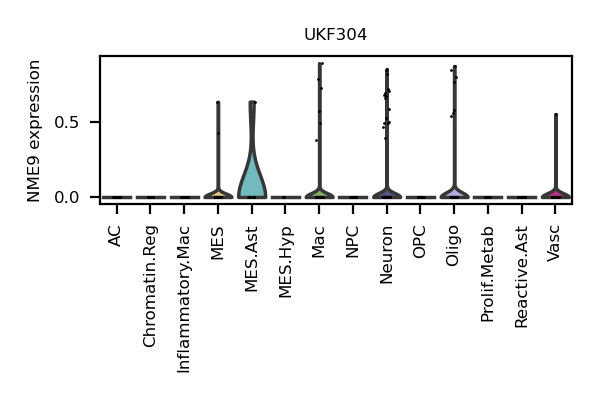 UKF304
NME9 expression
0.5
0.0
AC
Chromatin.Reg
Inflammatory.Mac
MES
MES.Ast
MES.Hyp
Mac
NPC
Neuron
OPC
Oligo
Prolif.Metab
Reactive.Ast
Vasc